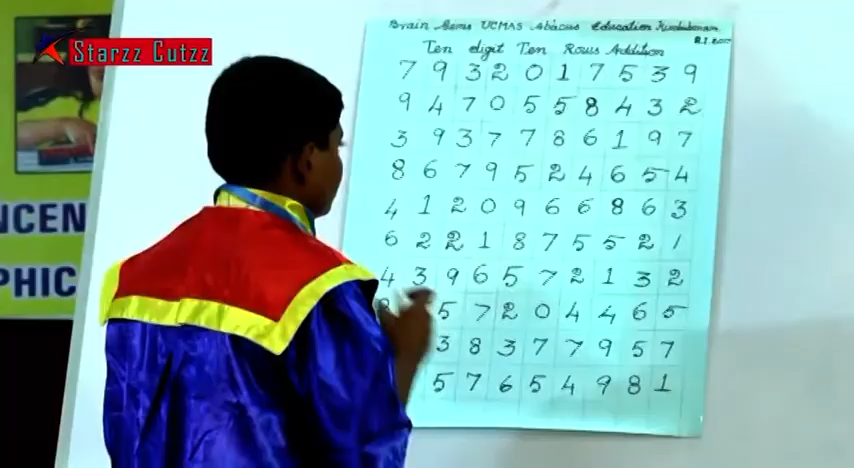 Starzz Cutzz
Brain Gems UCMAS Abacus Education
Ten digit Ten Rows Addition
7 9 3 2 0 1 7 5 3 9
9 4 7 0 5 5 8 4 3 2
3 9 3 7 7 8 6 1 9 7
8 6 7 9 5 2 4 6 5 4
4 1 2 0 9 6 6 8 6 3
6 2 2 1 8 7 5 5 2 1
4 3 9 6 5 7 2 1 3 2
5 7 2 0 4 4 6 5
3 8 3 7 7 9 5 7
5 7 6 5 4 9 8 1
NCEN
PHIC